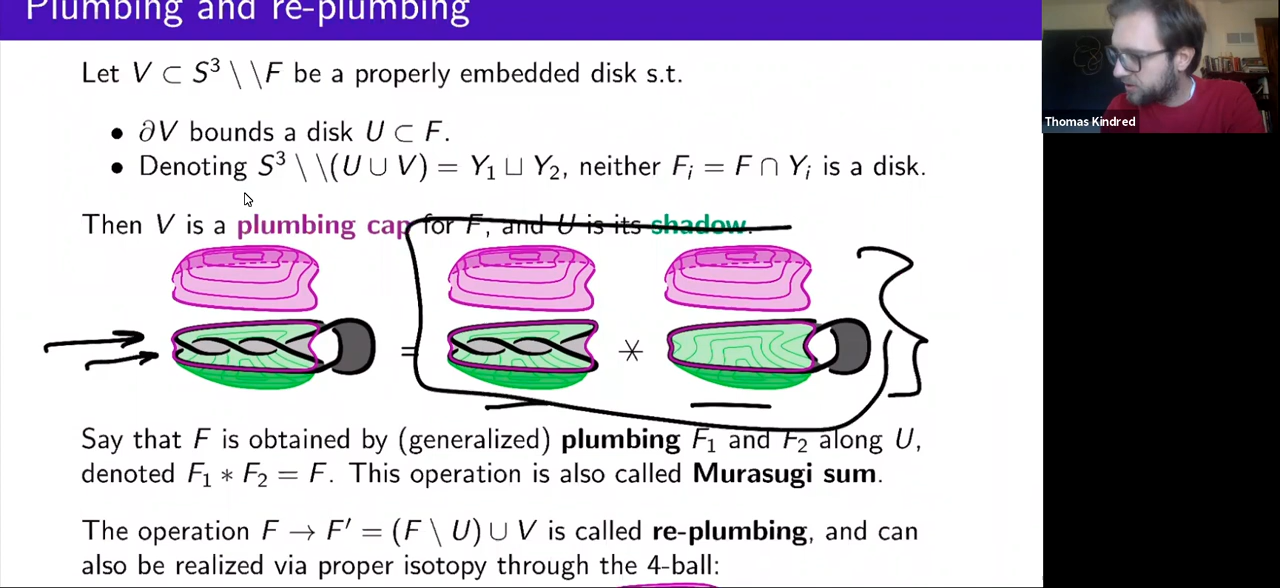 Plumbing and re-plumbing
Thomas Kindred
Let V ⊂ S³ \ \F be a properly embedded disk s.t.
• ∂V bounds a disk U ⊂ F.
• Denoting S³ \ \(U ∪ V) = Y₁ ⊔ Y₂, neither Fᵢ = F ∩ Yᵢ is a disk.
Then V is a plumbing cap for F, and U is its shadow.
= *
Say that F is obtained by (generalized) plumbing F₁ and F₂ along U,
denoted F₁ * F₂ = F. This operation is also called Murasugi sum.
The operation F → F′ = (F \ U) ∪ V is called re-plumbing, and can
also be realized via proper isotopy through the 4-ball: